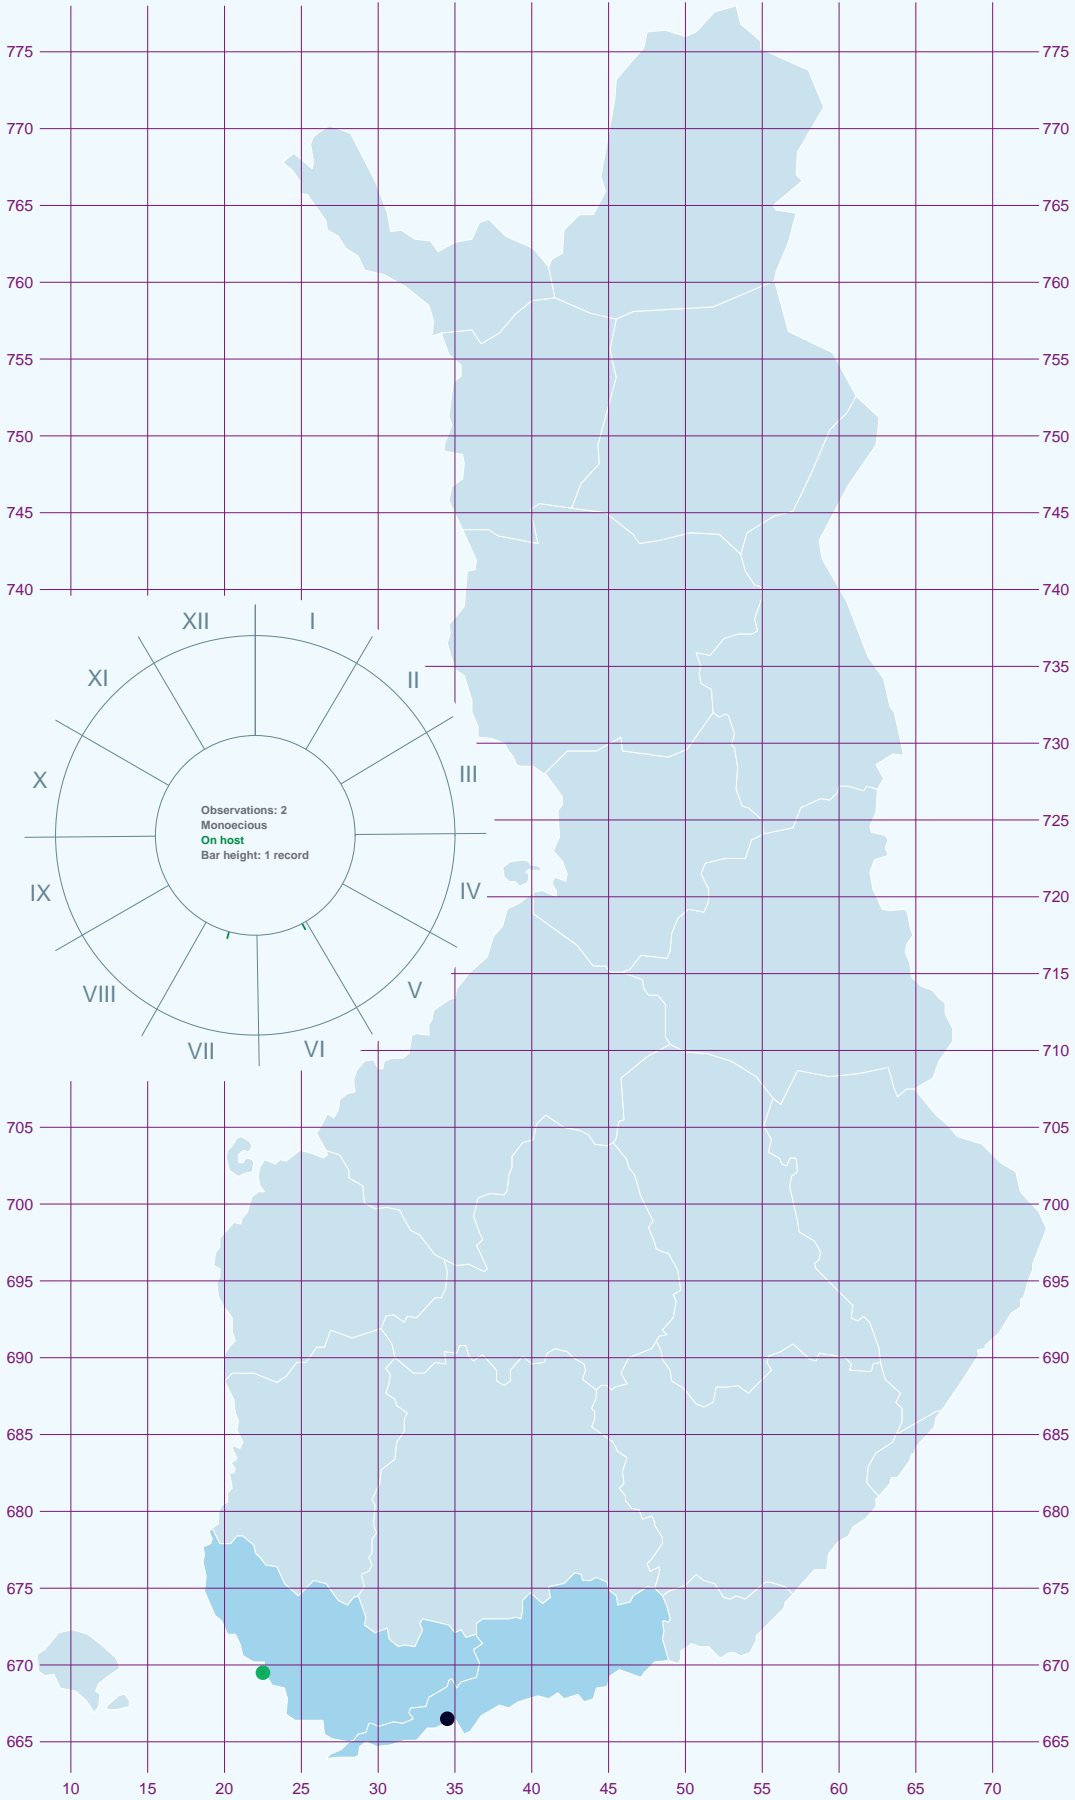 775 775
770 770
765 765
760 760
755 755
750 750
745 745
740 740
XII I
735
XI II
730
X III
Observations: 2
Monoecious
On host
Bar height: 1 record
725
IX IV
720
VIII V
715
VII VI
710
705 705
700 700
695 695
690 690
685 685
680 680
675 675
670 670
665 665
10 15 20 25 30 35 40 45 50 55 60 65 70